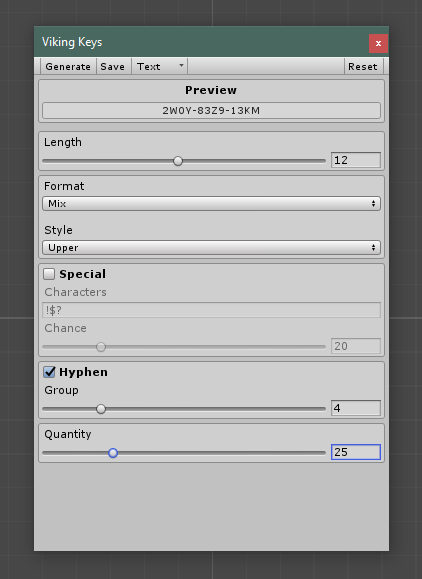 Viking Keys
x
Generate Save Text Reset
Preview
2WOY-83Z9-13KM
Length
12
Format
Mix
Style
Upper
Special
Characters
!$?
Chance
20
Hyphen
Group
4
Quantity
25